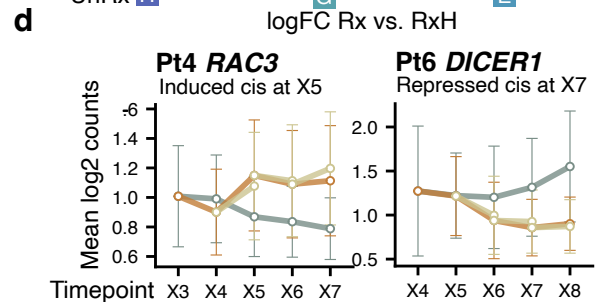 d
logFC Rx vs. RxH
Pt4 RAC3
Induced cis at X5
Pt6 DICER1
Repressed cis at X7
Mean log2 counts
-6
1.4
1.2
1.0
0.8
0.6
2.0
1.5
1.0
0.5
Timepoint X3 X4 X5 X6 X7
X4 X5 X6 X7 X8